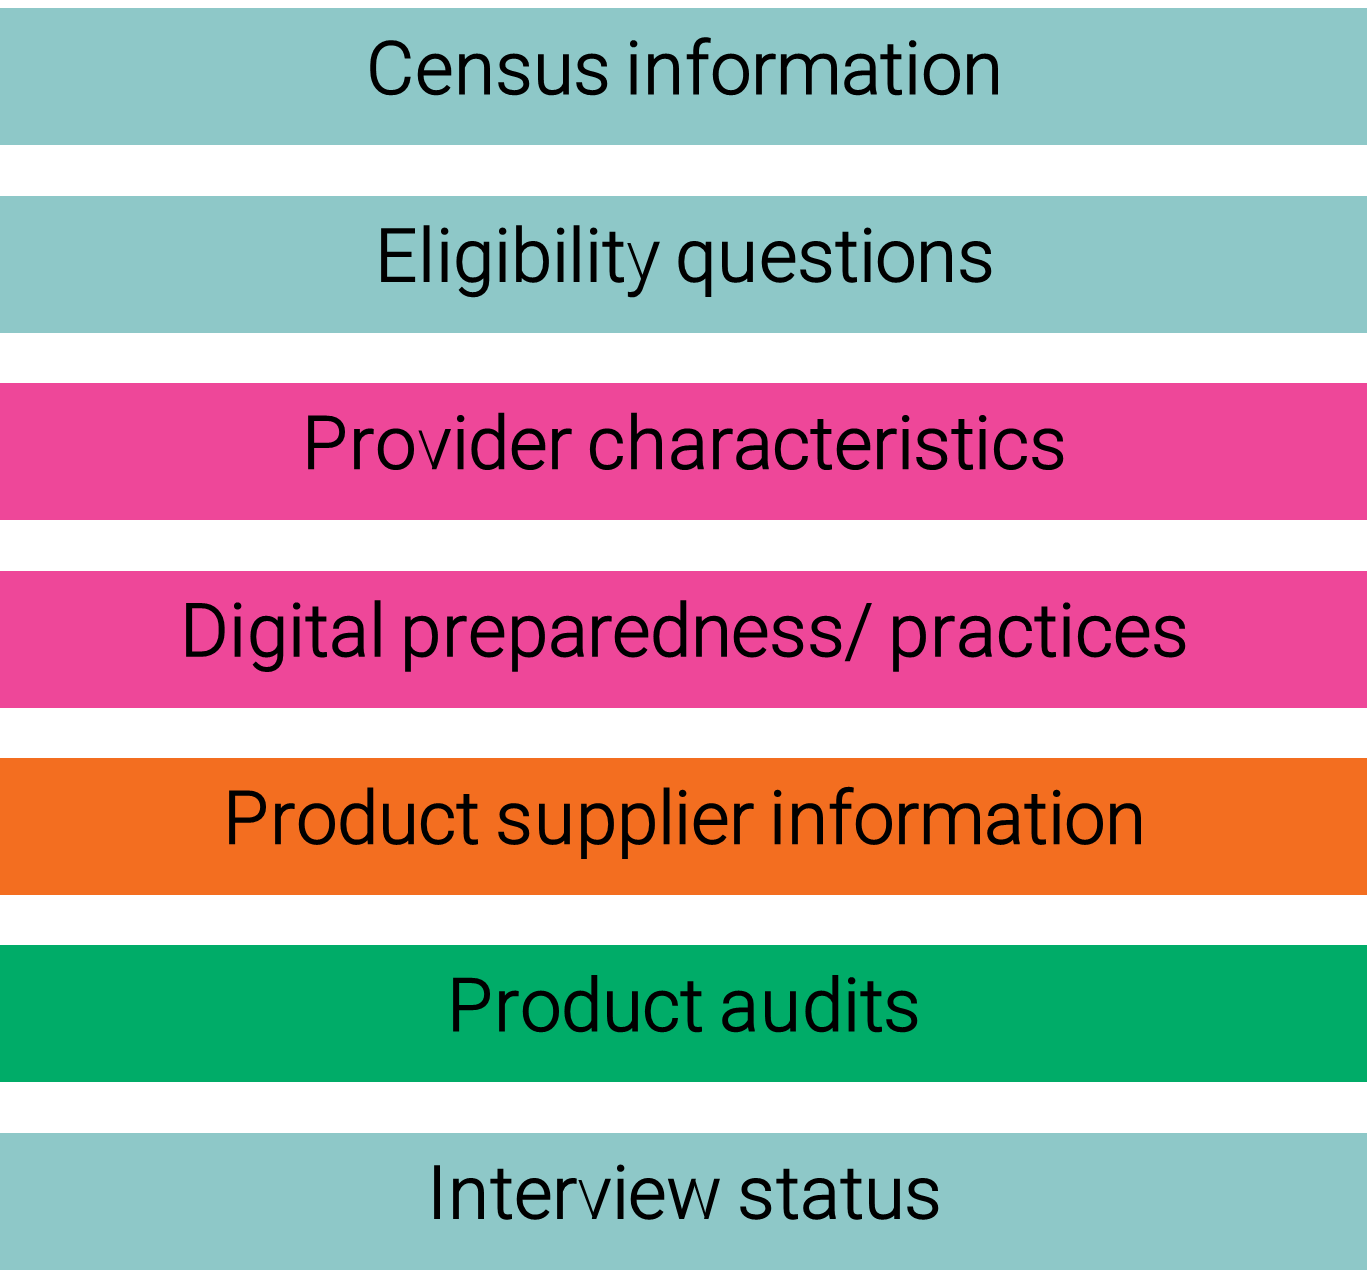 Census information
Eligibility questions
Provider characteristics
Digital preparedness/ practices
Product supplier information
Product audits
Interview status